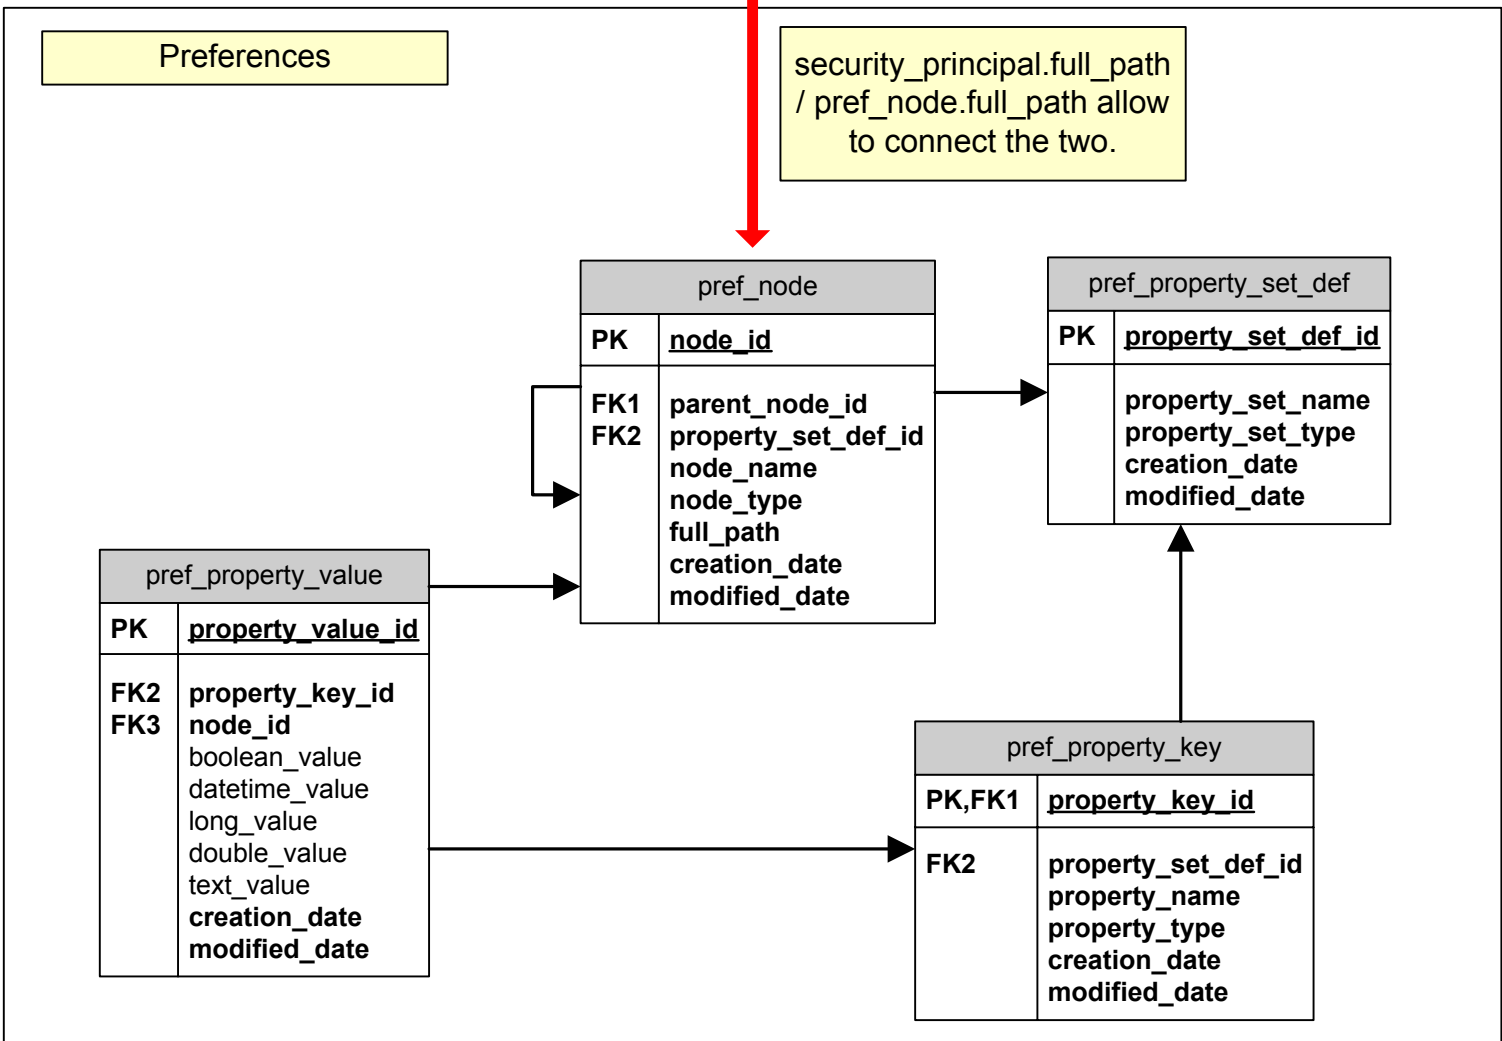 Preferences
security_principal.full_path
/ pref_node.full_path allow
to connect the two.
pref_node
PK node_id
FK1 parent_node_id
FK2 property_set_def_id
node_name
node_type
full_path
creation_date
modified_date
pref_property_set_def
PK property_set_def_id
property_set_name
property_set_type
creation_date
modified_date
pref_property_value
PK property_value_id
FK2 property_key_id
FK3 node_id
boolean_value
datetime_value
long_value
double_value
text_value
creation_date
modified_date
pref_property_key
PK,FK1 property_key_id
FK2 property_set_def_id
property_name
property_type
creation_date
modified_date